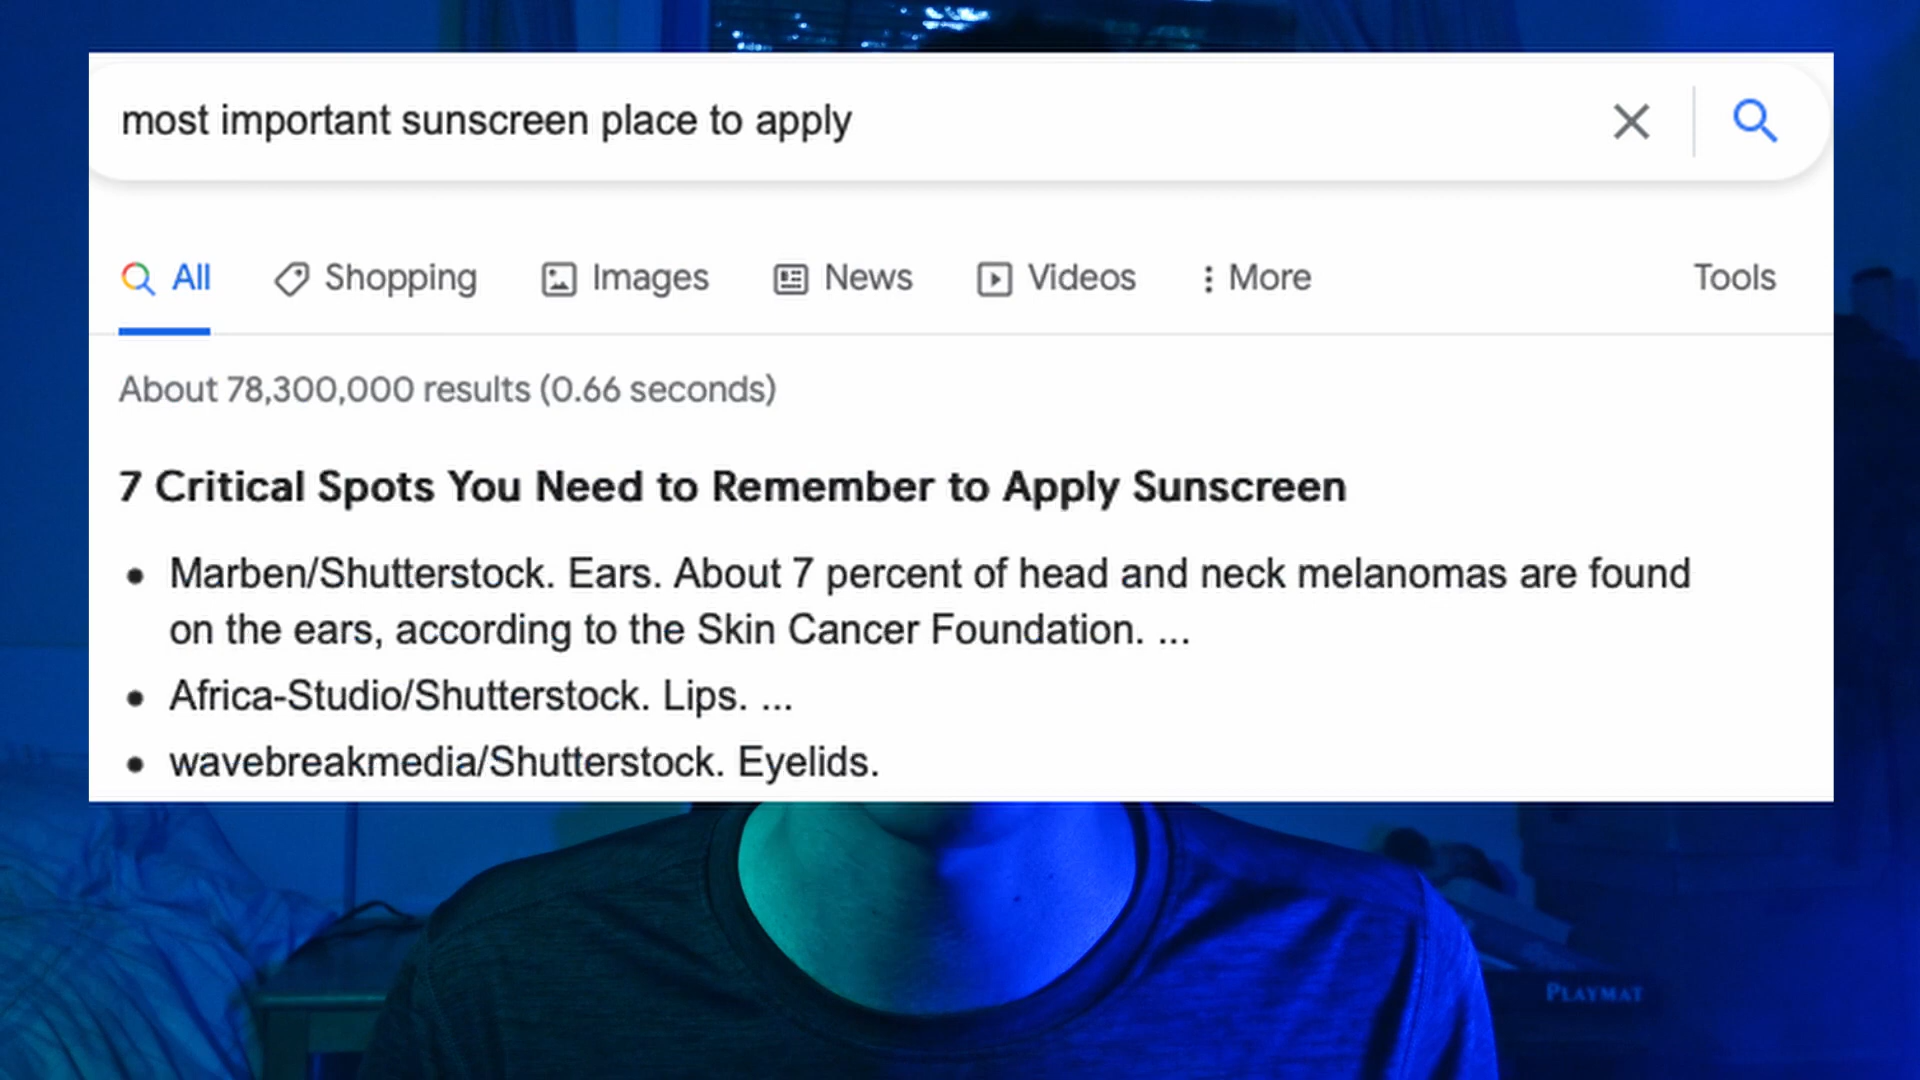 most important sunscreen place to apply
All Shopping Images News Videos More Tools
About 78,300,000 results (0.66 seconds)
7 Critical Spots You Need to Remember to Apply Sunscreen
• Marben/Shutterstock. Ears. About 7 percent of head and neck melanomas are found
on the ears, according to the Skin Cancer Foundation. ...
• Africa-Studio/Shutterstock. Lips. ...
• wavebreakmedia/Shutterstock. Eyelids.
PLAYMAT